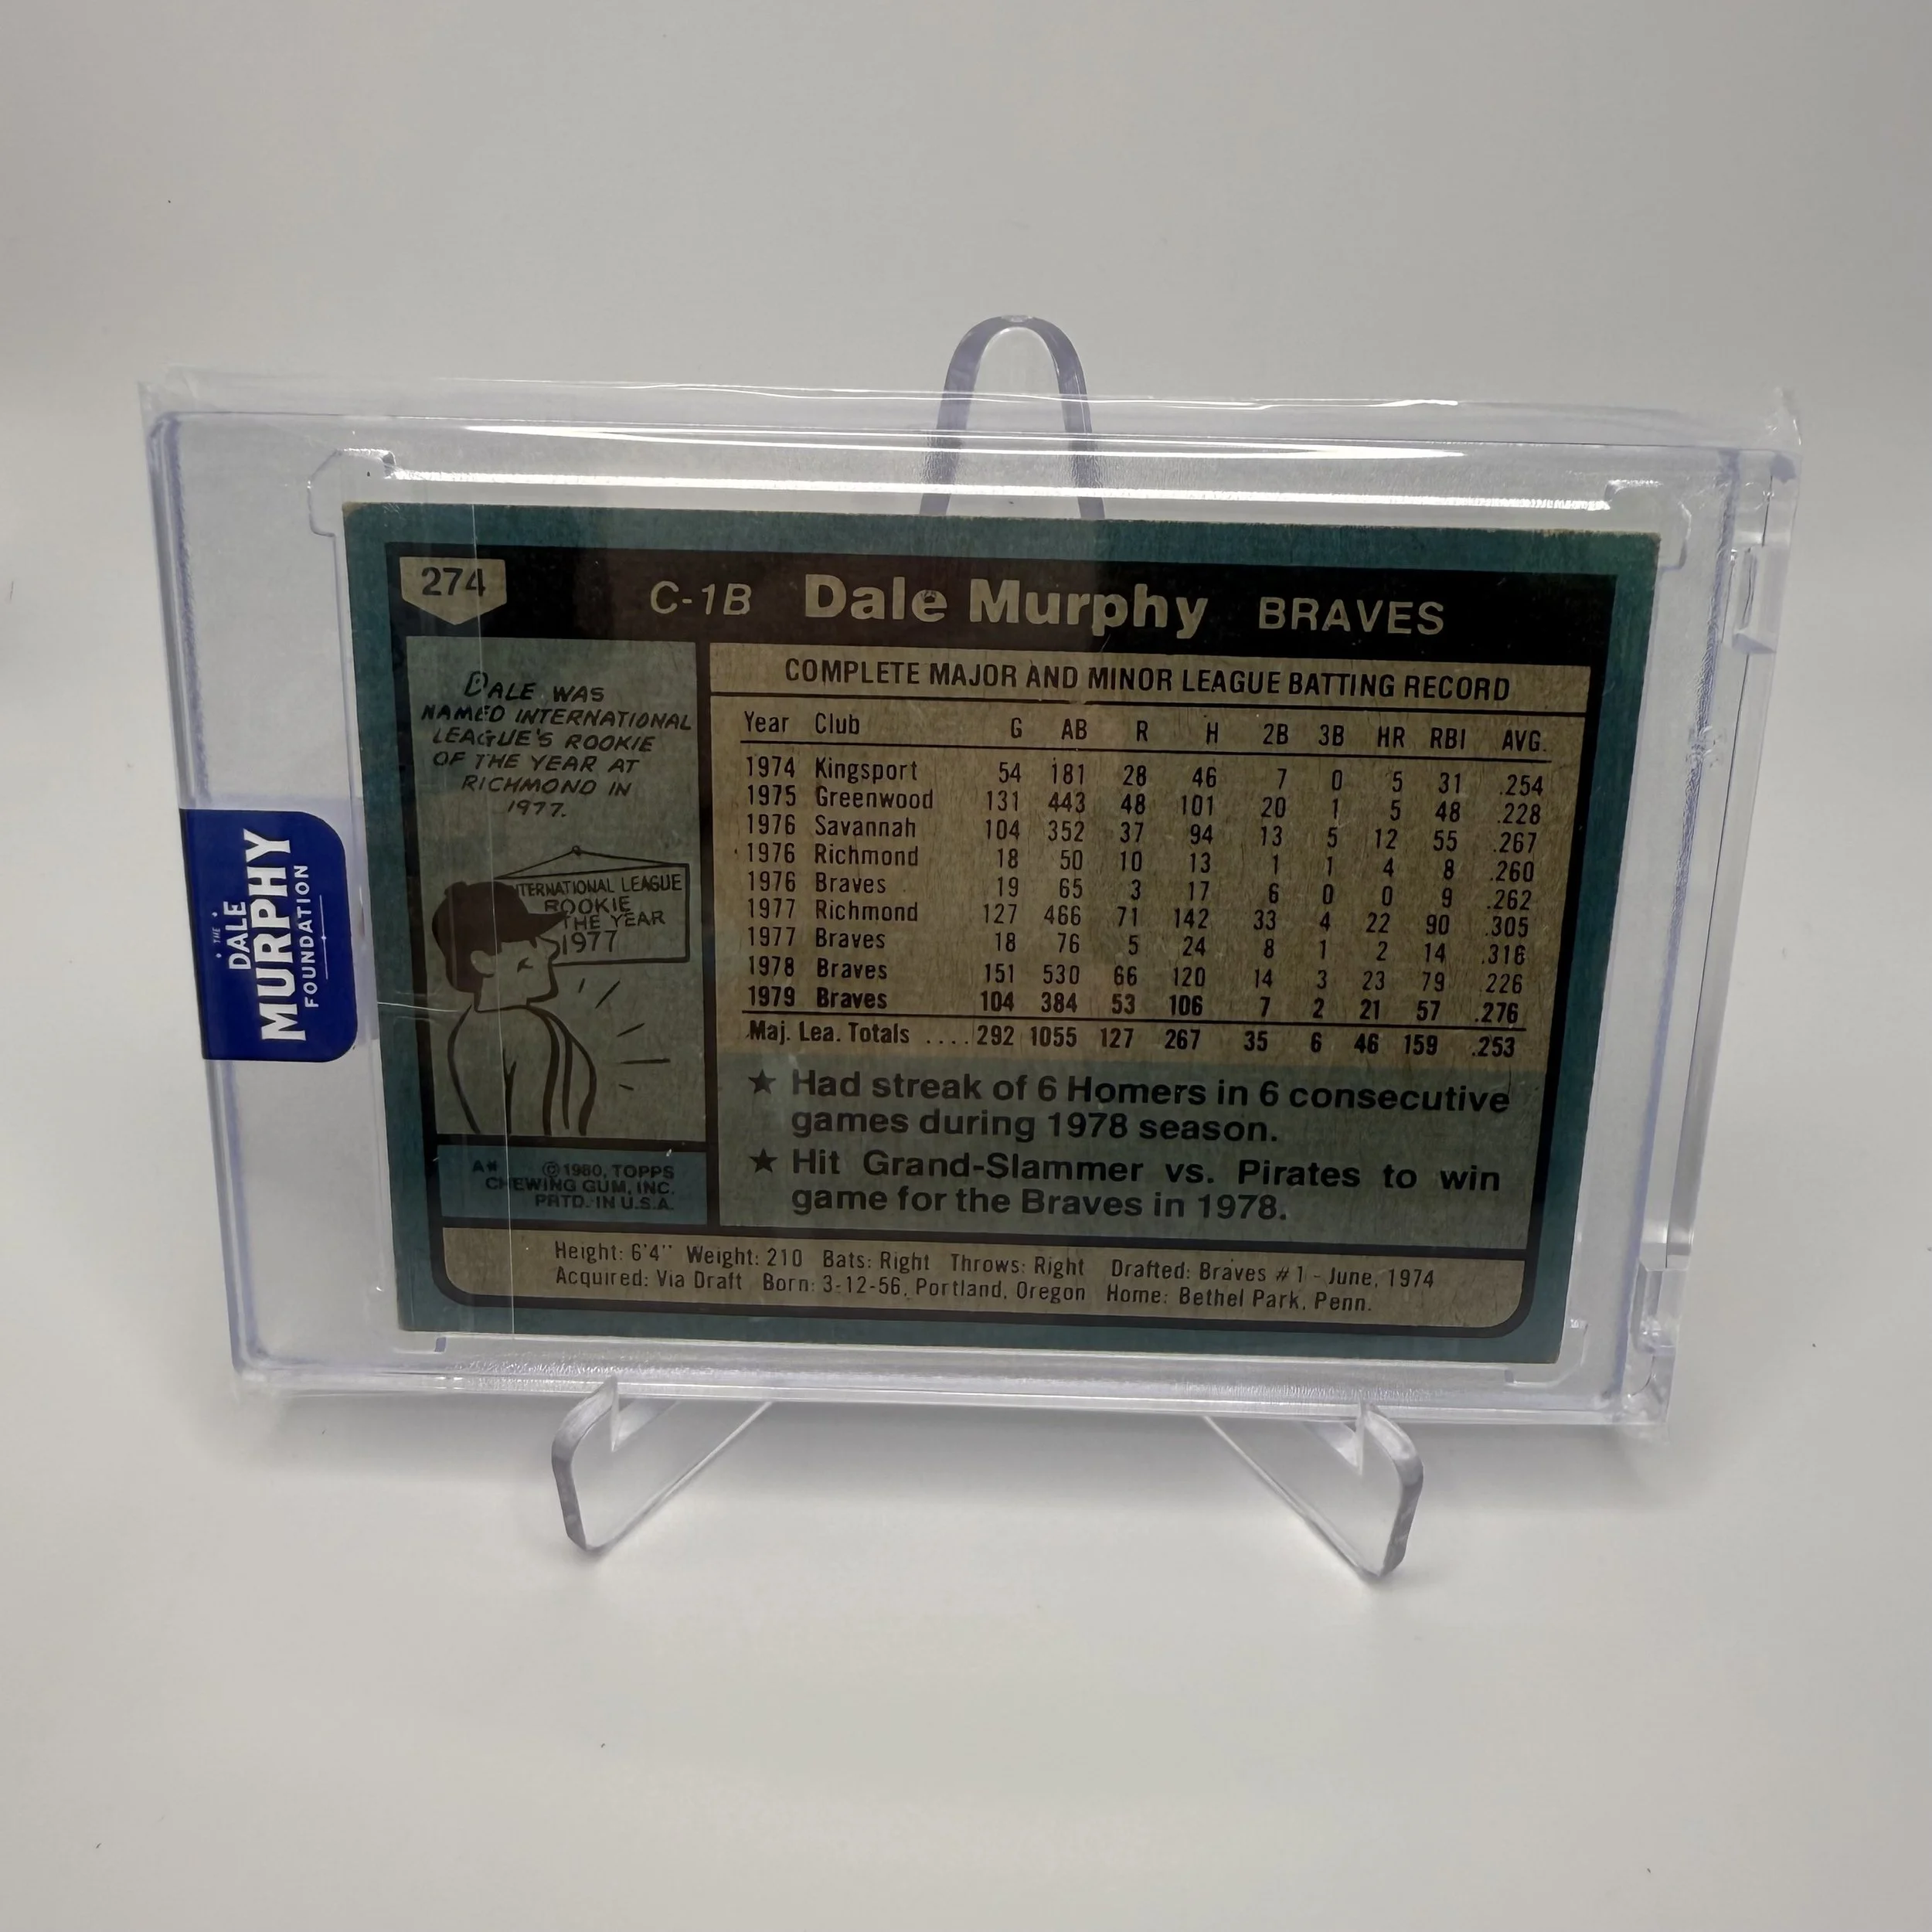 274
C-1B Dale Murphy BRAVES
DALE WAS
NAMED INTERNATIONAL
LEAGUE'S ROOKIE
OF THE YEAR AT
RICHMOND IN
1977.
INTERNATIONAL LEAGUE
ROOKIE
THE YEAR
1977
A* ©1980, TOPPS
CHEWING GUM, INC.
PRTD. IN U.S.A.
COMPLETE MAJOR AND MINOR LEAGUE BATTING RECORD
Year Club G AB R H 2B 3B HR RBI AVG.
1974 Kingsport 54 181 28 46 7 0 5 31 .254
1975 Greenwood 131 443 48 101 20 1 5 48 .228
1976 Savannah 104 352 37 94 13 5 12 55 .267
1976 Richmond 18 50 10 13 1 1 4 8 .260
1976 Braves 19 65 3 17 6 0 0 9 .262
1977 Richmond 127 466 71 142 33 4 22 90 .305
1977 Braves 18 76 5 24 8 1 2 14 .316
1978 Braves 151 530 66 120 14 3 23 79 .226
1979 Braves 104 384 53 106 7 2 21 57 .276
Maj. Lea. Totals .... 292 1055 127 267 35 6 46 159 .253
★ Had streak of 6 Homers in 6 consecutive
games during 1978 season.
★ Hit Grand-Slammer vs. Pirates to win
game for the Braves in 1978.
Height: 6'4" Weight: 210 Bats: Right Throws: Right Drafted: Braves #1 - June, 1974
Acquired: Via Draft Born: 3-12-56, Portland, Oregon Home: Bethel Park, Penn.
THE
DALE
MURPHY
FOUNDATION